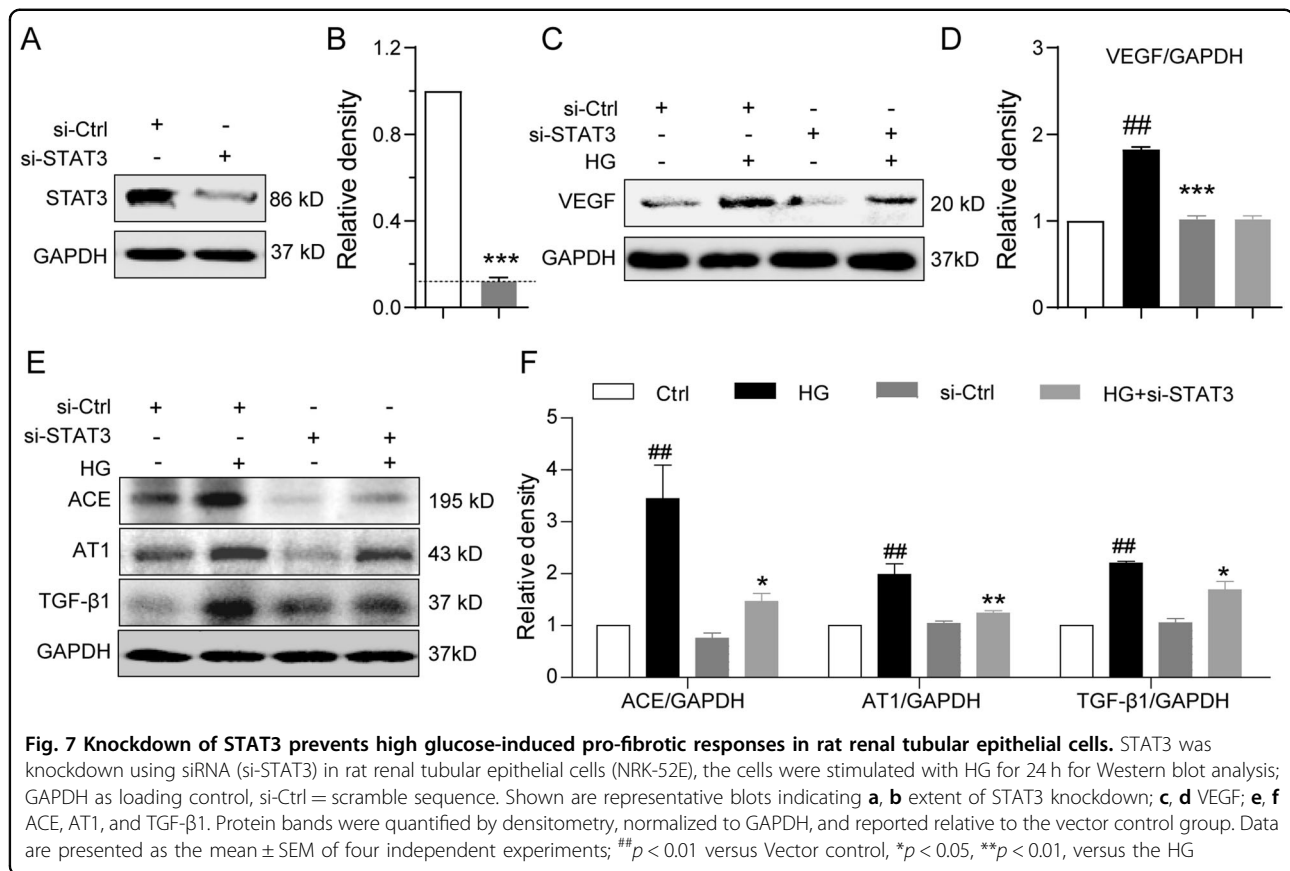 A
si-Ctrl + -
si-STAT3 - +
STAT3 86 kD
GAPDH 37 kD
B
Relative density
1.2
0.8
0.4
0.0
***
C
si-Ctrl + + - -
si-STAT3 - - + +
HG - + - +
VEGF 20 kD
GAPDH 37kD
D
VEGF/GAPDH
Relative density
3
2
1
0
##
***
E
si-Ctrl + + - -
si-STAT3 - - + +
HG - + - +
ACE 195 kD
AT1 43 kD
TGF-β1 37 kD
GAPDH 37kD
F
Ctrl HG si-Ctrl HG+si-STAT3
Relative density
5
4
3
2
1
0
## *
## **
## *
ACE/GAPDH AT1/GAPDH TGF-β1/GAPDH
Fig. 7 Knockdown of STAT3 prevents high glucose-induced pro-fibrotic responses in rat renal tubular epithelial cells. STAT3 was
knockdown using siRNA (si-STAT3) in rat renal tubular epithelial cells (NRK-52E), the cells were stimulated with HG for 24 h for Western blot analysis;
GAPDH as loading control, si-Ctrl = scramble sequence. Shown are representative blots indicating a, b extent of STAT3 knockdown; c, d VEGF; e, f
ACE, AT1, and TGF-β1. Protein bands were quantified by densitometry, normalized to GAPDH, and reported relative to the vector control group. Data
are presented as the mean ± SEM of four independent experiments; ##p < 0.01 versus Vector control, *p < 0.05, **p < 0.01, versus the HG